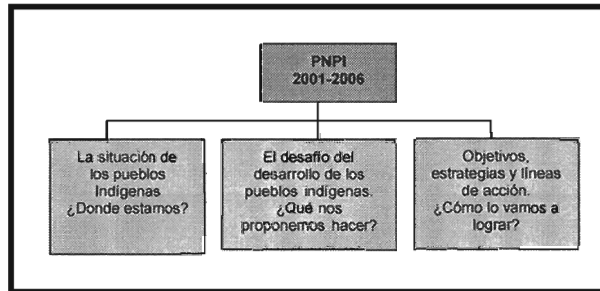 PNPI
2001-2006
La situación de
los pueblos
Indígenas
¿Donde estamos?
El desafío del
desarrollo de los
pueblos indígenas.
¿Qué nos
proponemos hacer?
Objetivos,
estrategias y líneas
de acción.
¿Cómo lo vamos a
lograr?